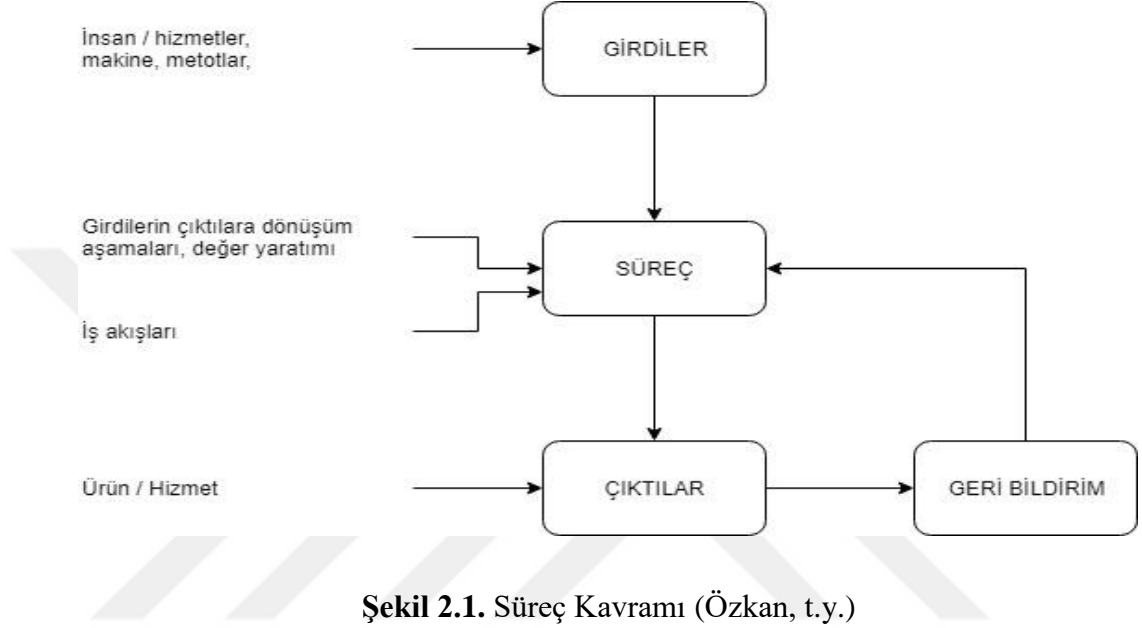 İnsan / hizmetler,
makine, metotlar,
GİRDİLER
Girdilerin çıktılara dönüşüm
aşamaları, değer yaratımı
SÜREÇ
İş akışları
Ürün / Hizmet
ÇIKTILAR
GERİ BİLDİRİM
Şekil 2.1. Süreç Kavramı (Özkan, t.y.)